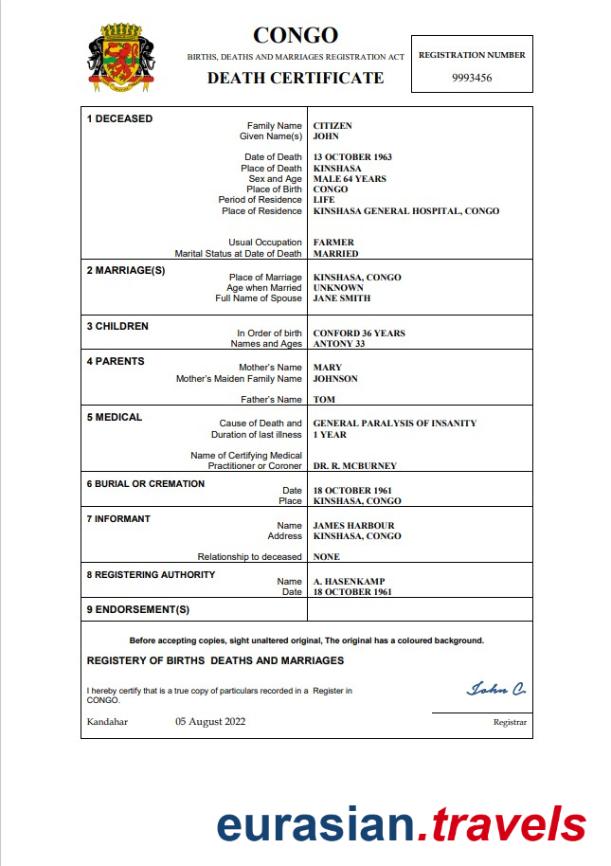 CONGO
BIRTHS, DEATHS AND MARRIAGES REGISTRATION ACT
DEATH CERTIFICATE
REGISTRATION NUMBER
9993456
1 DECEASED
Family Name CITIZEN
Given Name(s) JOHN
Date of Death 13 OCTOBER 1963
Place of Death KINSHASA
Sex and Age MALE 64 YEARS
Place of Birth CONGO
Period of Residence LIFE
Place of Residence KINSHASA GENERAL HOSPITAL, CONGO
Usual Occupation FARMER
Marital Status at Date of Death MARRIED
2 MARRIAGE(S)
Place of Marriage KINSHASA, CONGO
Age when Married UNKNOWN
Full Name of Spouse JANE SMITH
3 CHILDREN
In Order of birth CONFORD 36 YEARS
Names and Ages ANTONY 33
4 PARENTS
Mother's Name MARY
Mother's Maiden Family Name JOHNSON
Father's Name TOM
5 MEDICAL
Cause of Death and GENERAL PARALYSIS OF INSANITY
Duration of last illness 1 YEAR
Name of Certifying Medical
Practitioner or Coroner DR. R. MCBURNEY
6 BURIAL OR CREMATION
Date 18 OCTOBER 1961
Place KINSHASA, CONGO
7 INFORMANT
Name JAMES HARBOUR
Address KINSHASA, CONGO
Relationship to deceased NONE
8 REGISTERING AUTHORITY
Name A. HASENKAMP
Date 18 OCTOBER 1961
9 ENDORSEMENT(S)
Before accepting copies, sight unaltered original, The original has a coloured background.
REGISTERY OF BIRTHS DEATHS AND MARRIAGES
I hereby certify that is a true copy of particulars recorded in a Register in
CONGO.
John C.
Kandahar 05 August 2022
Registrar
eurasian.travels